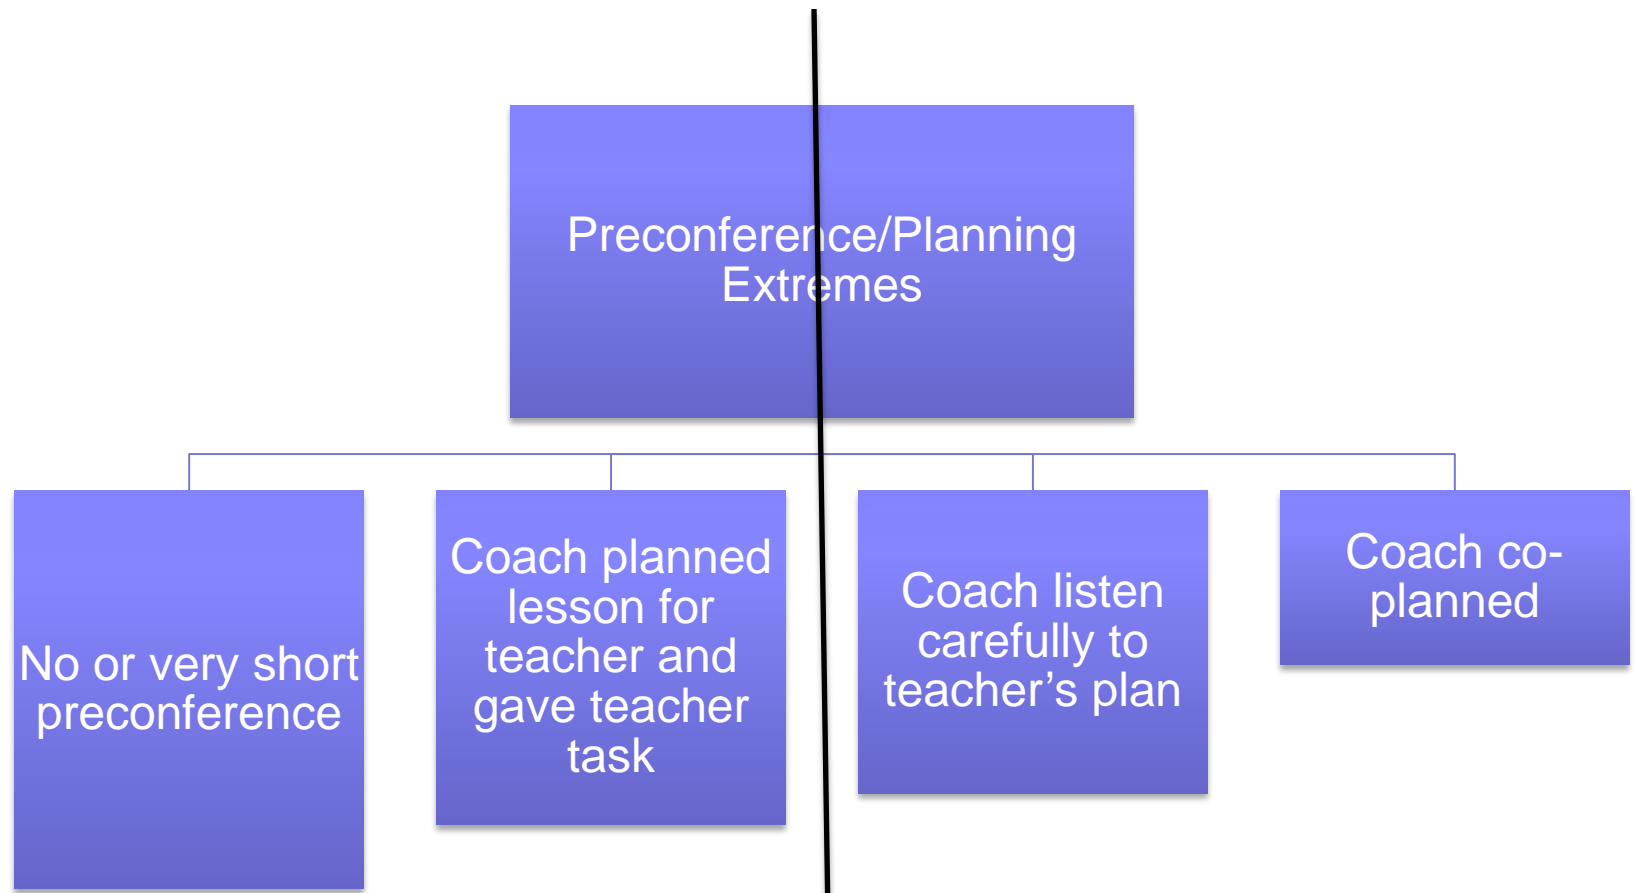 Preconference/Planning
Extremes
No or very short
preconference
Coach planned
lesson for
teacher and
gave teacher
task
Coach listen
carefully to
teacher’s plan
Coach co-
planned